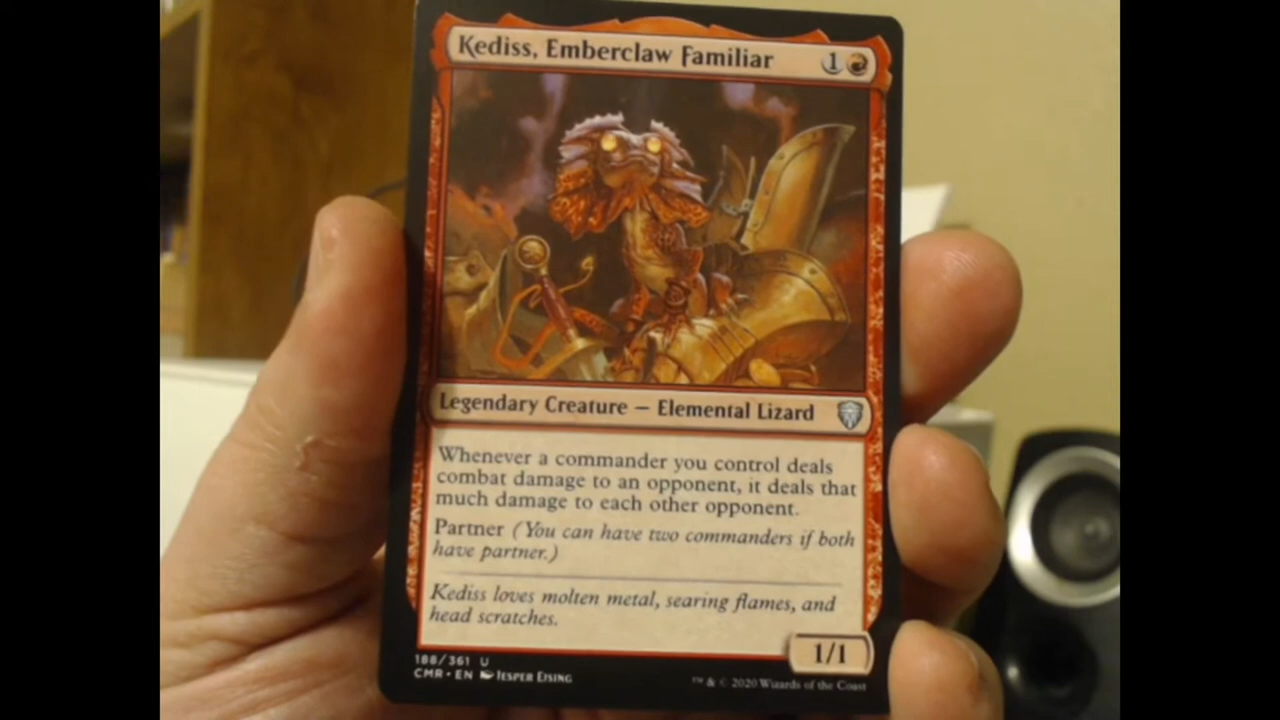 Kediss, Emberclaw Familiar 1
Legendary Creature — Elemental Lizard
Whenever a commander you control deals
combat damage to an opponent, it deals that
much damage to each other opponent.
Partner (You can have two commanders if both
have partner.)
Kediss loves molten metal, searing flames, and
head scratches.
1/1
188/361 U
CMR • EN Jesper Ejsing
™ & © 2020 Wizards of the Coast